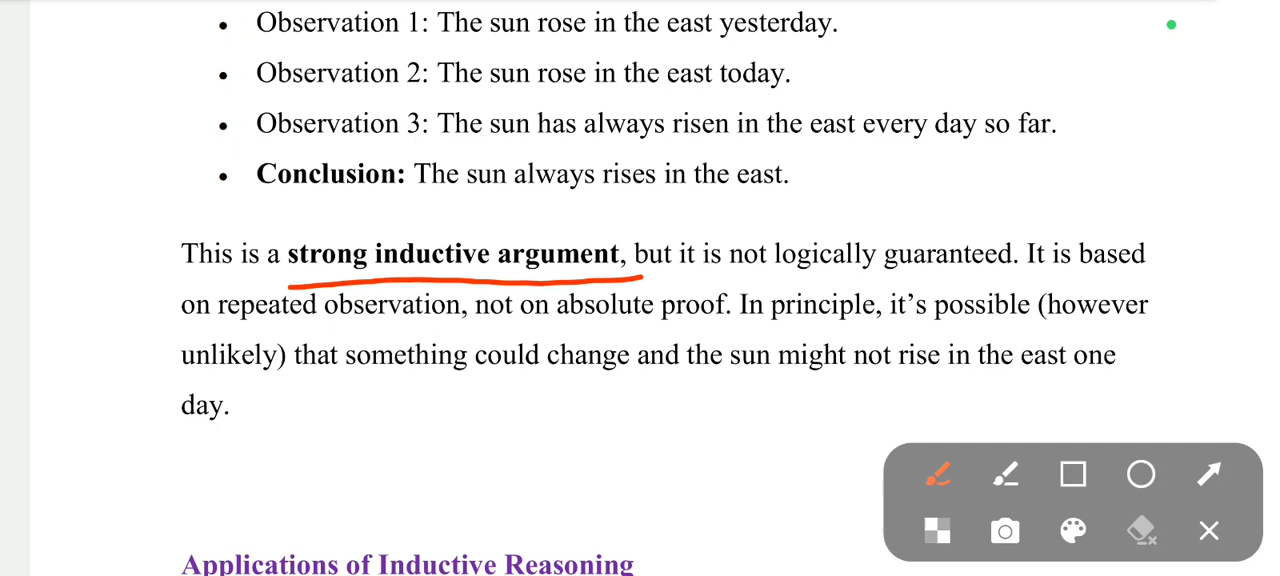 • Observation 1: The sun rose in the east yesterday.
• Observation 2: The sun rose in the east today.
• Observation 3: The sun has always risen in the east every day so far.
• Conclusion: The sun always rises in the east.
This is a strong inductive argument, but it is not logically guaranteed. It is based
on repeated observation, not on absolute proof. In principle, it’s possible (however
unlikely) that something could change and the sun might not rise in the east one
day.
Applications of Inductive Reasoning